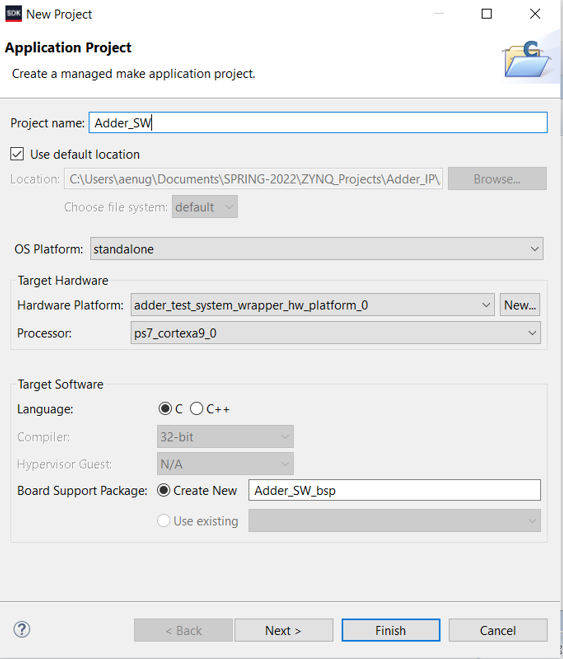 SDK New Project
Application Project
Create a managed make application project.
C
Project name: Adder_SW
Use default location
Location: C:\Users\aenug\Documents\SPRING-2022\ZYNQ_Projects\Adder_IP\ Browse...
Choose file system: default
OS Platform: standalone
Target Hardware
Hardware Platform: adder_test_system_wrapper_hw_platform_0 New...
Processor: ps7_cortexa9_0
Target Software
Language: C C++
Compiler: 32-bit
Hypervisor Guest: N/A
Board Support Package: Create New Adder_SW_bsp
Use existing
? < Back Next > Finish Cancel